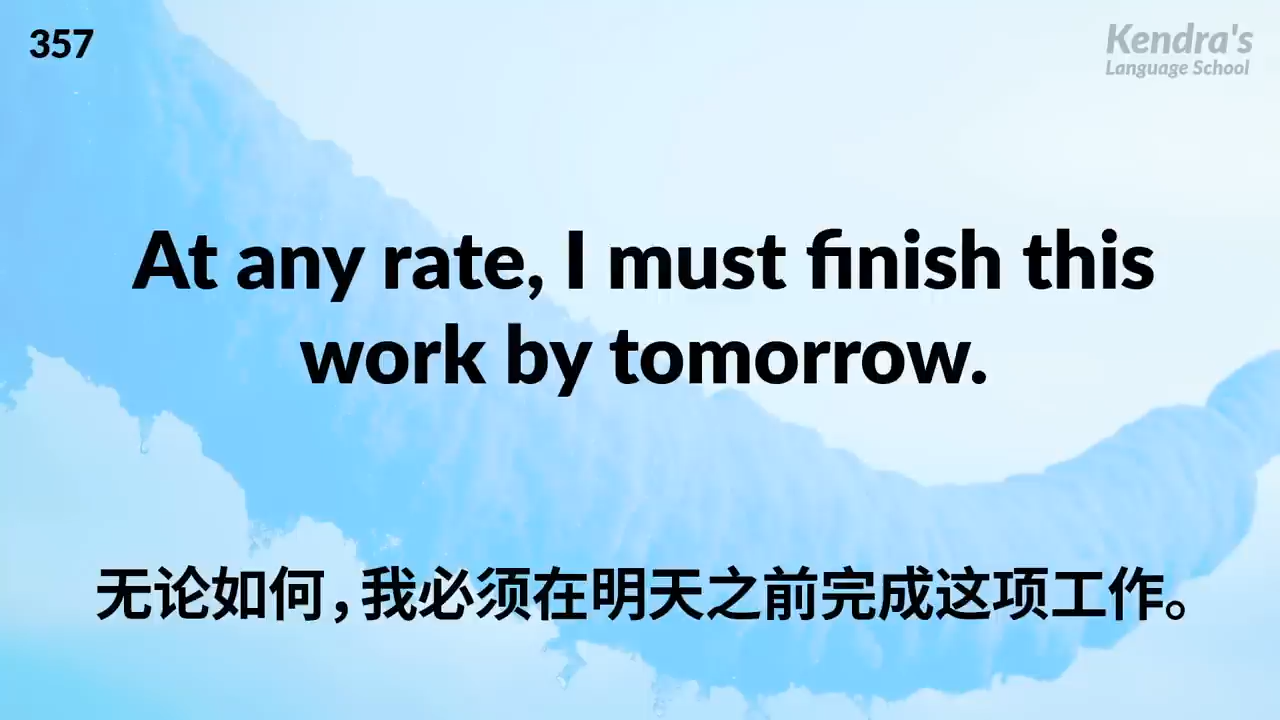 357
Kendra's
Language School
At any rate, I must finish this
work by tomorrow.
无论如何，我必须在明天之前完成这项工作。